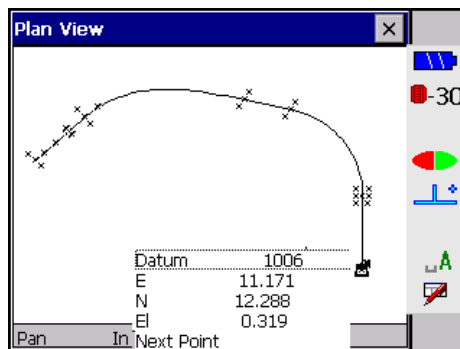 Plan View
-30
Datum 1006
E 11.171
N 12.288
El 0.319
Next Point
Pan In
A